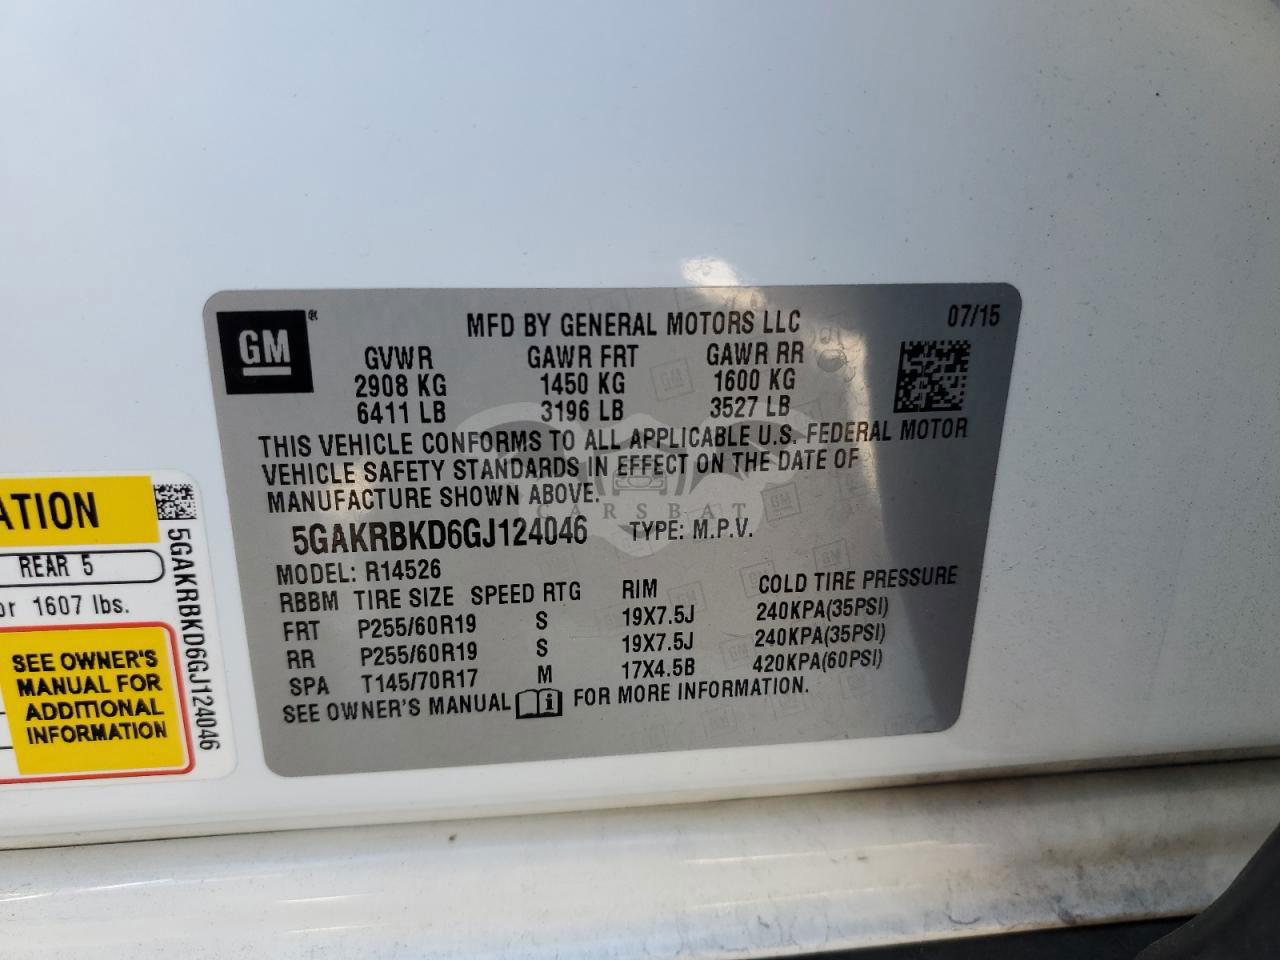 GM ®
MFD BY GENERAL MOTORS LLC
07/15
GVWR GAWR FRT GAWR RR
2908 KG 1450 KG 1600 KG
6411 LB 3196 LB 3527 LB
THIS VEHICLE CONFORMS TO ALL APPLICABLE U.S. FEDERAL MOTOR
VEHICLE SAFETY STANDARDS IN EFFECT ON THE DATE OF
MANUFACTURE SHOWN ABOVE.
5GAKRBKD6GJ124046 TYPE: M.P.V.
MODEL: R14526
RBBM TIRE SIZE SPEED RTG RIM COLD TIRE PRESSURE
FRT P255/60R19 S 19X7.5J 240KPA(35PSI)
RR P255/60R19 S 19X7.5J 240KPA(35PSI)
SPA T145/70R17 M 17X4.5B 420KPA(60PSI)
SEE OWNER'S MANUAL i FOR MORE INFORMATION.
CARSBAT
ATION
REAR 5
or 1607 lbs.
SEE OWNER'S
MANUAL FOR
ADDITIONAL
INFORMATION
5GAKRBKD6GJ124046